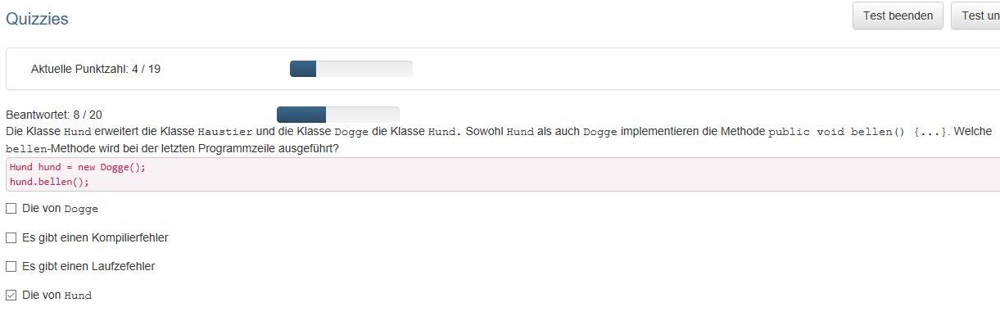 Quizzies
Test beenden
Test un
Aktuelle Punktzahl: 4 / 19
Beantwortet: 8 / 20
Die Klasse Hund erweitert die Klasse Haustier und die Klasse Dogge die Klasse Hund. Sowohl Hund als auch Dogge implementieren die Methode public void bellen() {...}. Welche
bellen-Methode wird bei der letzten Programmzeile ausgeführt?
Hund hund = new Dogge();
hund.bellen();
Die von Dogge
Es gibt einen Kompilierfehler
Es gibt einen Laufzefehler
Die von Hund